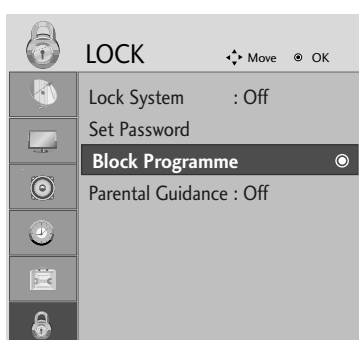 LOCK Move OK
Lock System : Off
Set Password
Block Programme
Parental Guidance : Off